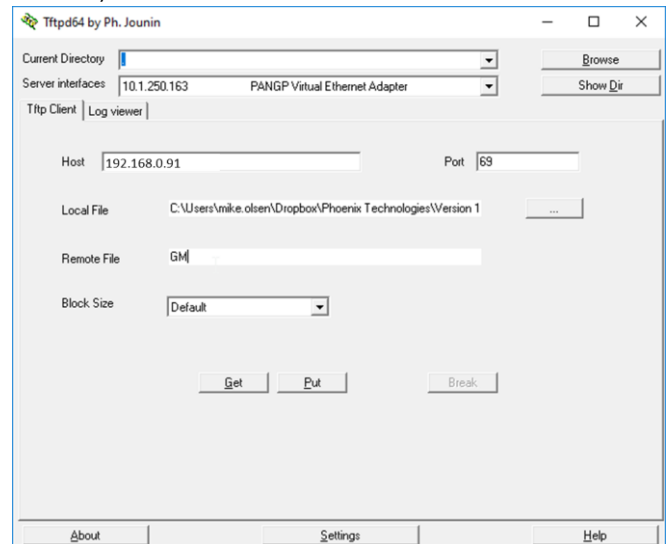 Tftpd64 by Ph. Jounin
Current Directory . Browse
Server interfaces 10.1.250.163 PANGP Virtual Ethernet Adapter Show Dir
Tftp Client Log viewer
Host 192.168.0.91 Port 69
Local File C:\Users\mike.olsen\Dropbox\Phoenix Technologies\Version 1 ...
Remote File GM
Block Size Default
Get Put Break
About Settings Help